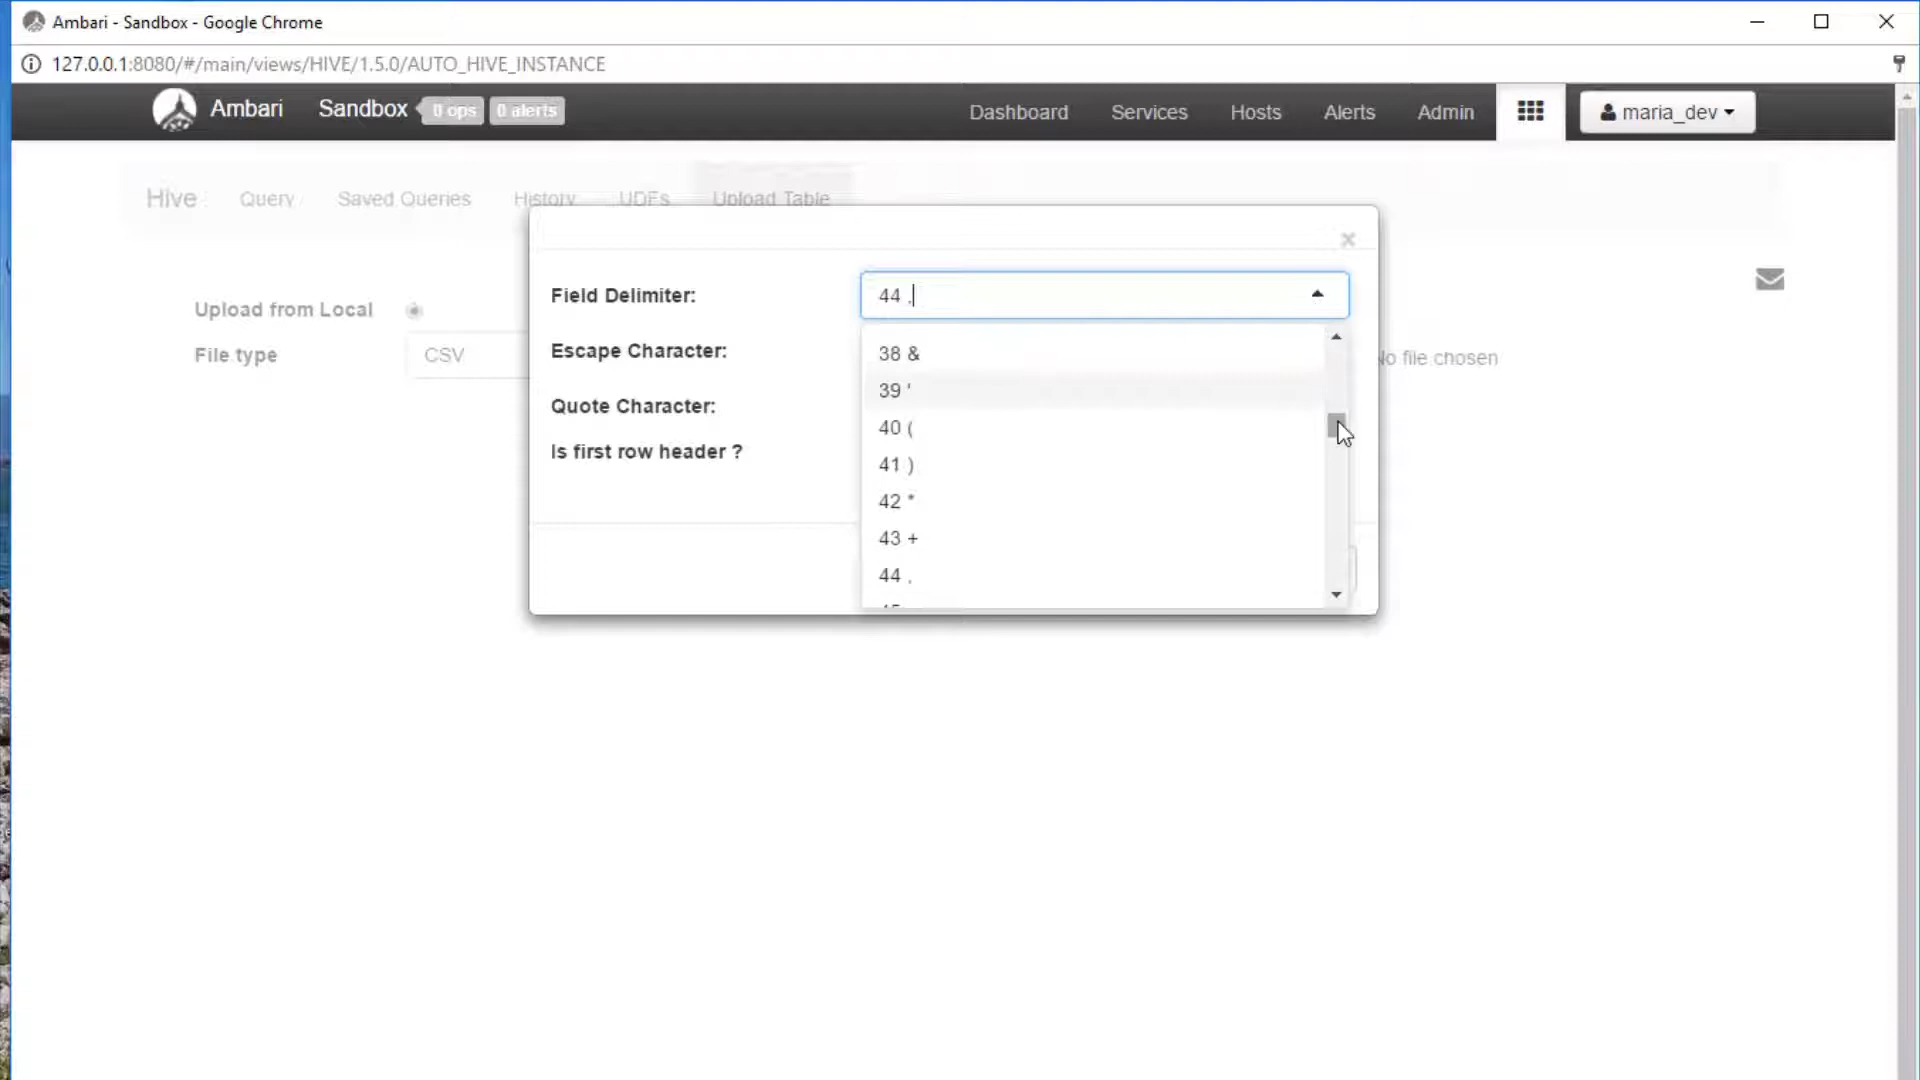 Ambari - Sandbox - Google Chrome
127.0.0.1:8080/#/main/views/HIVE/1.5.0/AUTO_HIVE_INSTANCE
Ambari Sandbox 0 ops 0 alerts Dashboard Services Hosts Alerts Admin maria_dev
Hive Query Saved Queries History UDFs Upload Table
×
Field Delimiter: 44 ,
Upload from Local
File type CSV
Escape Character:
No file chosen
Quote Character:
Is first row header ?
38 &
39 '
40 (
41 )
42 *
43 +
44 ,